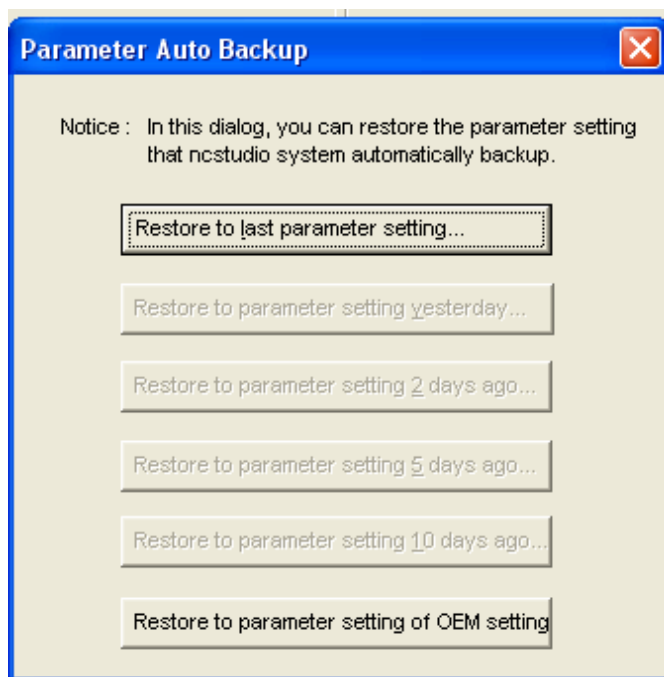 Parameter Auto Backup
Notice : In this dialog, you can restore the parameter setting
that ncstudio system automatically backup.
Restore to last parameter setting...
Restore to parameter setting yesterday...
Restore to parameter setting 2 days ago...
Restore to parameter setting 5 days ago...
Restore to parameter setting 10 days ago...
Restore to parameter setting of OEM setting